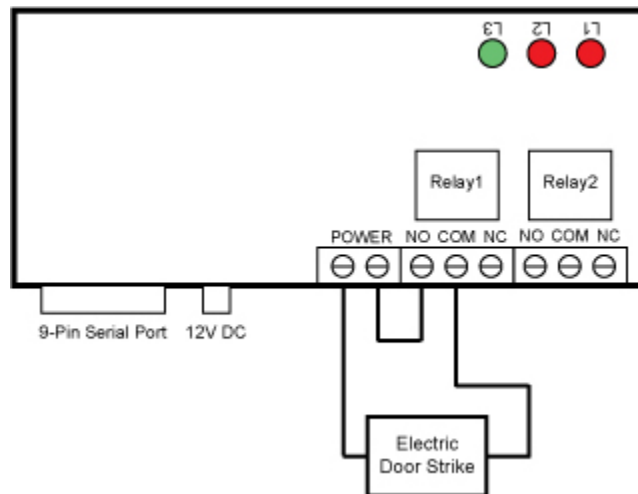 L3 L2 L1
Relay1 Relay2
POWER NO COM NC NO COM NC
9-Pin Serial Port 12V DC
Electric
Door Strike